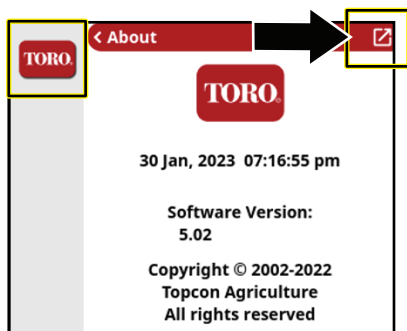 TORO.
< About
TORO.
30 Jan, 2023 07:16:55 pm
Software Version:
5.02
Copyright © 2002-2022
Topcon Agriculture
All rights reserved